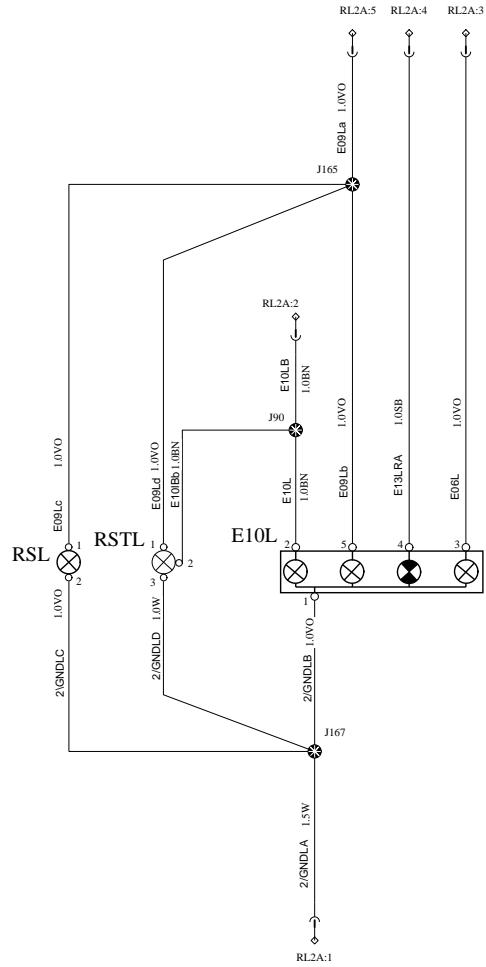 RL2A:5
RL2A:4
RL2A:3
E09La 1.0VO
J165
RL2A:2
E10LB
1.0BN
J90
1.0VO
E09Lc
E09Ld 1.0VO
E10lBb 1.0BN
E10L
1.0BN
1.0VO
E09Lb
1.0SB
E13LRA
1.0VO
E06L
RSL
1
2
RSTL
1
2
3
E10L
2
5
4
3
1
1.0VO
2\GNDLC
1.0W
2/GNDLD
1.0VO
2/GNDLB
J167
1.5W
2/GNDLA
RL2A:1